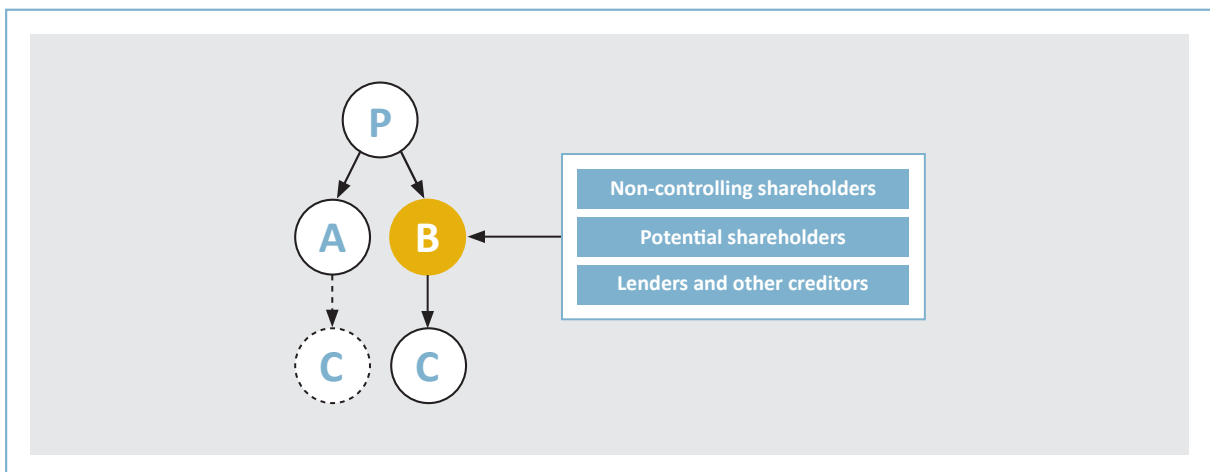 P
A
B
Non-controlling shareholders
Potential shareholders
Lenders and other creditors
C
C